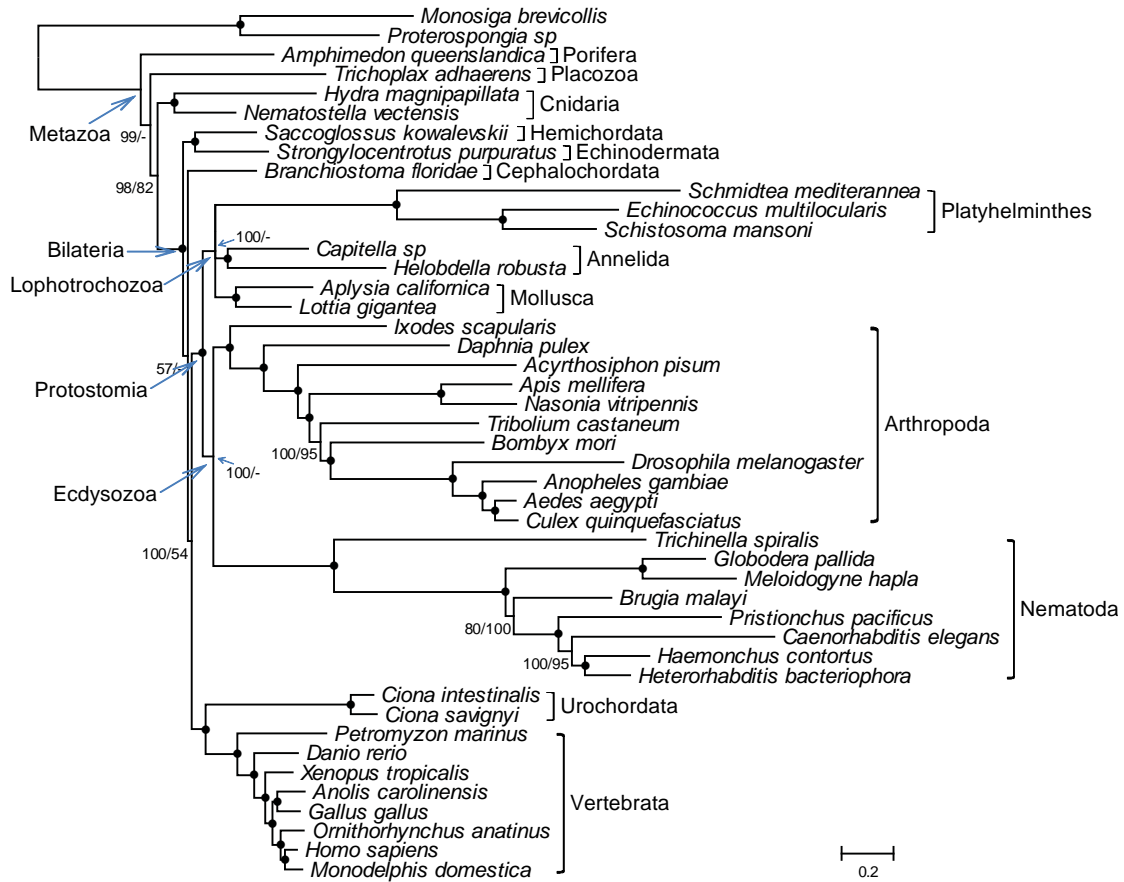 Monosiga brevicollis
Proterospongia sp
Amphimedon queenslandica Porifera
Trichoplax adhaerens Placozoa
Hydra magnipapillata
Cnidaria
Nematostella vectensis
Metazoa
99/-
Saccoglossus kowalevskii Hemichordata
Strongylocentrotus purpuratus Echinodermata
Branchiostoma floridae Cephalochordata
98/82
Schmidtea mediterannea
Echinococcus multilocularis
Platyhelminthes
Schistosoma mansoni
100/-
Bilateria
Capitella sp
Annelida
Helobdella robusta
Lophotrochozoa
Aplysia californica
Mollusca
Lottia gigantea
Ixodes scapularis
Daphnia pulex
57/-
Acyrthosiphon pisum
Protostomia
Apis mellifera
Nasonia vitripennis
Tribolium castaneum
Arthropoda
Bombyx mori
100/95
Drosophila melanogaster
100/-
Anopheles gambiae
Ecdysozoa
Aedes aegypti
Culex quinquefasciatus
Trichinella spiralis
100/54
Globodera pallida
Meloidogyne hapla
Brugia malayi
Nematoda
Pristionchus pacificus
80/100
Caenorhabditis elegans
Haemonchus contortus
100/95
Heterorhabditis bacteriophora
Ciona intestinalis
Urochordata
Ciona savignyi
Petromyzon marinus
Danio rerio
Xenopus tropicalis
Anolis carolinensis
Vertebrata
Gallus gallus
Ornithorhynchus anatinus
Homo sapiens
Monodelphis domestica
0.2